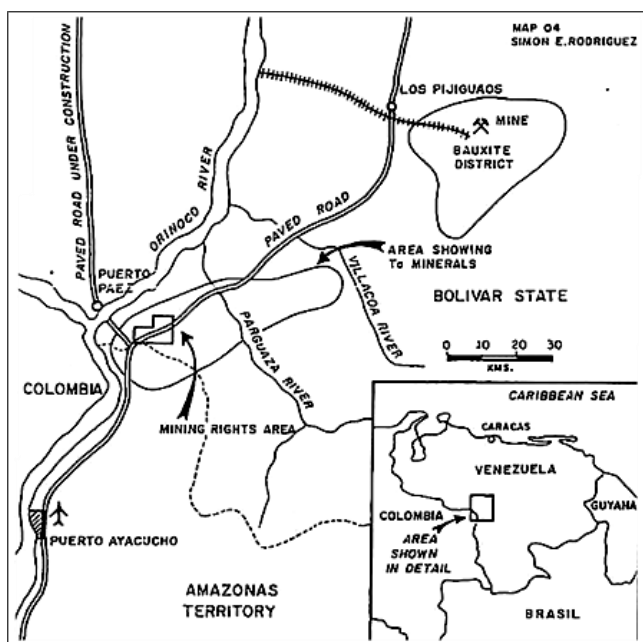 MAP 04
SIMON E.RODRIGUEZ
LOS PIJIGUAOS
MINE
BAUXITE
DISTRICT
PAVED ROAD UNDER CONSTRUCTION
ORINOCO RIVER
PAVED ROAD
AREA SHOWING
Ta MINERALS
PUERTO
PAEZ
VILLACOA RIVER
BOLIVAR STATE
PARGUAZA RIVER
0 10 20 30
KMS.
COLOMBIA
MINING RIGHTS AREA
PUERTO AYACUCHO
AMAZONAS
TERRITORY
CARIBBEAN SEA
CARACAS
VENEZUELA
GUYANA
COLOMBIA
AREA
SHOWN
IN DETAIL
BRASIL